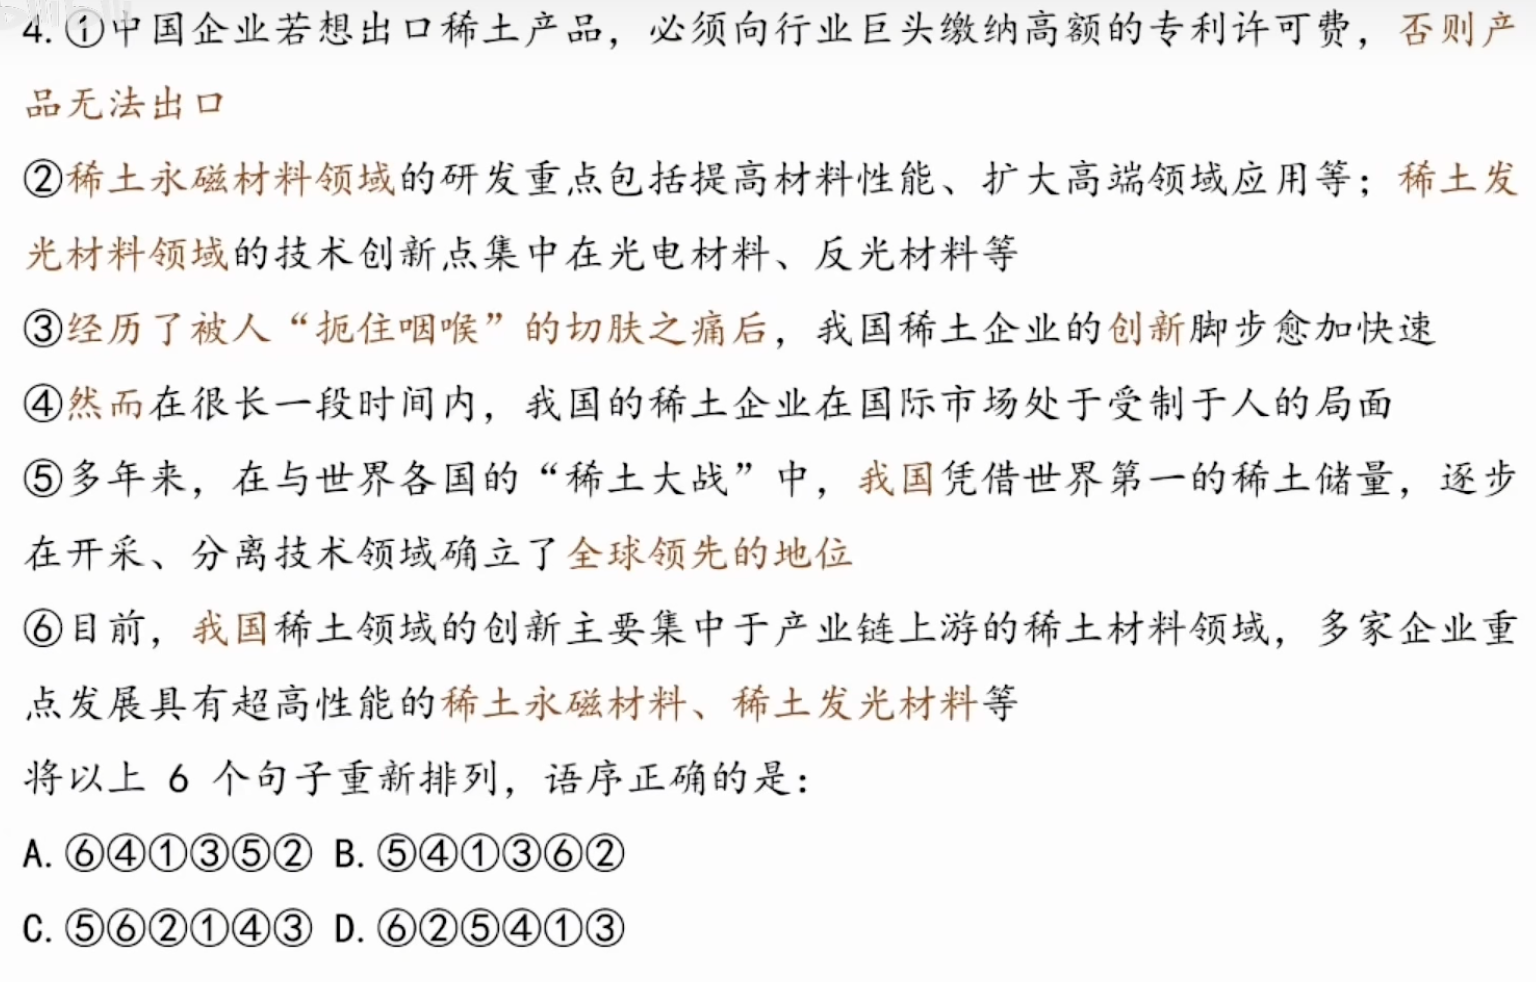 4. ①中国企业若想出口稀土产品，必须向行业巨头缴纳高额的专利许可费，否则产
品无法出口
②稀土永磁材料领域的研发重点包括提高材料性能、扩大高端领域应用等；稀土发
光材料领域的技术创新点集中在光电材料、反光材料等
③经历了被人“扼住咽喉”的切肤之痛后，我国稀土企业的创新脚步愈加快速
④然而在很长一段时间内，我国的稀土企业在国际市场处于受制于人的局面
⑤多年来，在与世界各国的“稀土大战”中，我国凭借世界第一的稀土储量，逐步
在开采、分离技术领域确立了全球领先的地位
⑥目前，我国稀土领域的创新主要集中于产业链上游的稀土材料领域，多家企业重
点发展具有超高性能的稀土永磁材料、稀土发光材料等
将以上 6 个句子重新排列，语序正确的是：
A. ⑥④①③⑤② B. ⑤④①③⑥②
C. ⑤⑥②①④③ D. ⑥②⑤④①③